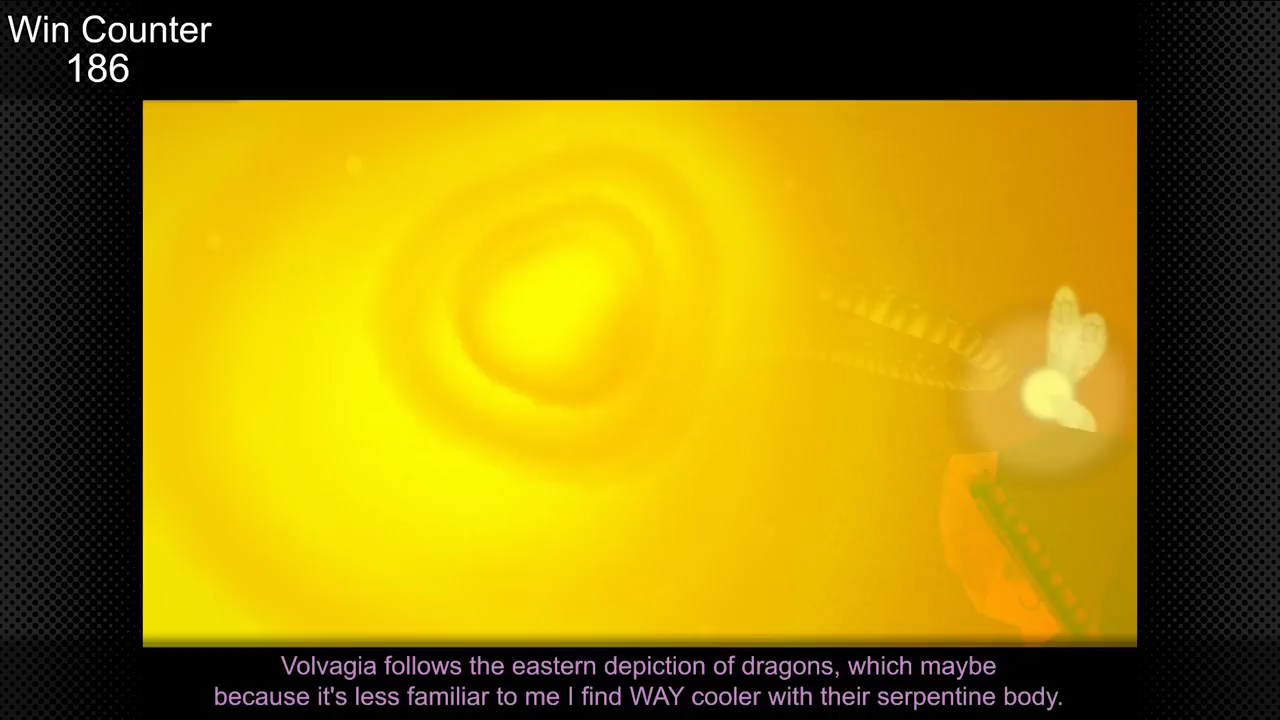 Win Counter
186
Volvagia follows the eastern depiction of dragons, which maybe
because it's less familiar to me I find WAY cooler with their serpentine body.